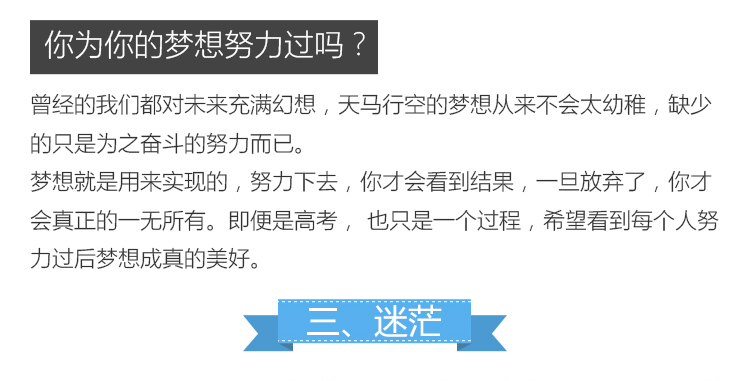 你为你的梦想努力过吗？
曾经的我们都对未来充满幻想，天马行空的梦想从来不会太幼稚，缺少
的只是为之奋斗的努力而已。
梦想就是用来实现的，努力下去，你才会看到结果，一旦放弃了，你才
会真正的一无所有。即便是高考， 也只是一个过程，希望看到每个人努
力过后梦想成真的美好。
三、迷茫